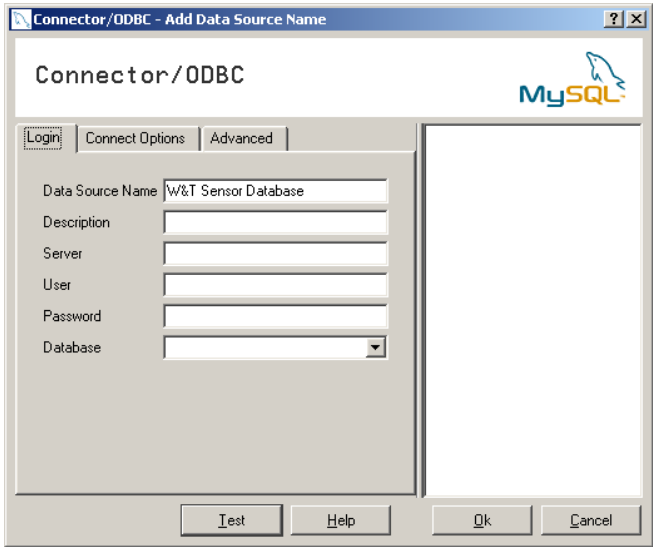 Connector/ODBC - Add Data Source Name
Connector/ODBC
MySQL
Login Connect Options Advanced
Data Source Name W&T Sensor Database
Description
Server
User
Password
Database
Test Help Ok Cancel